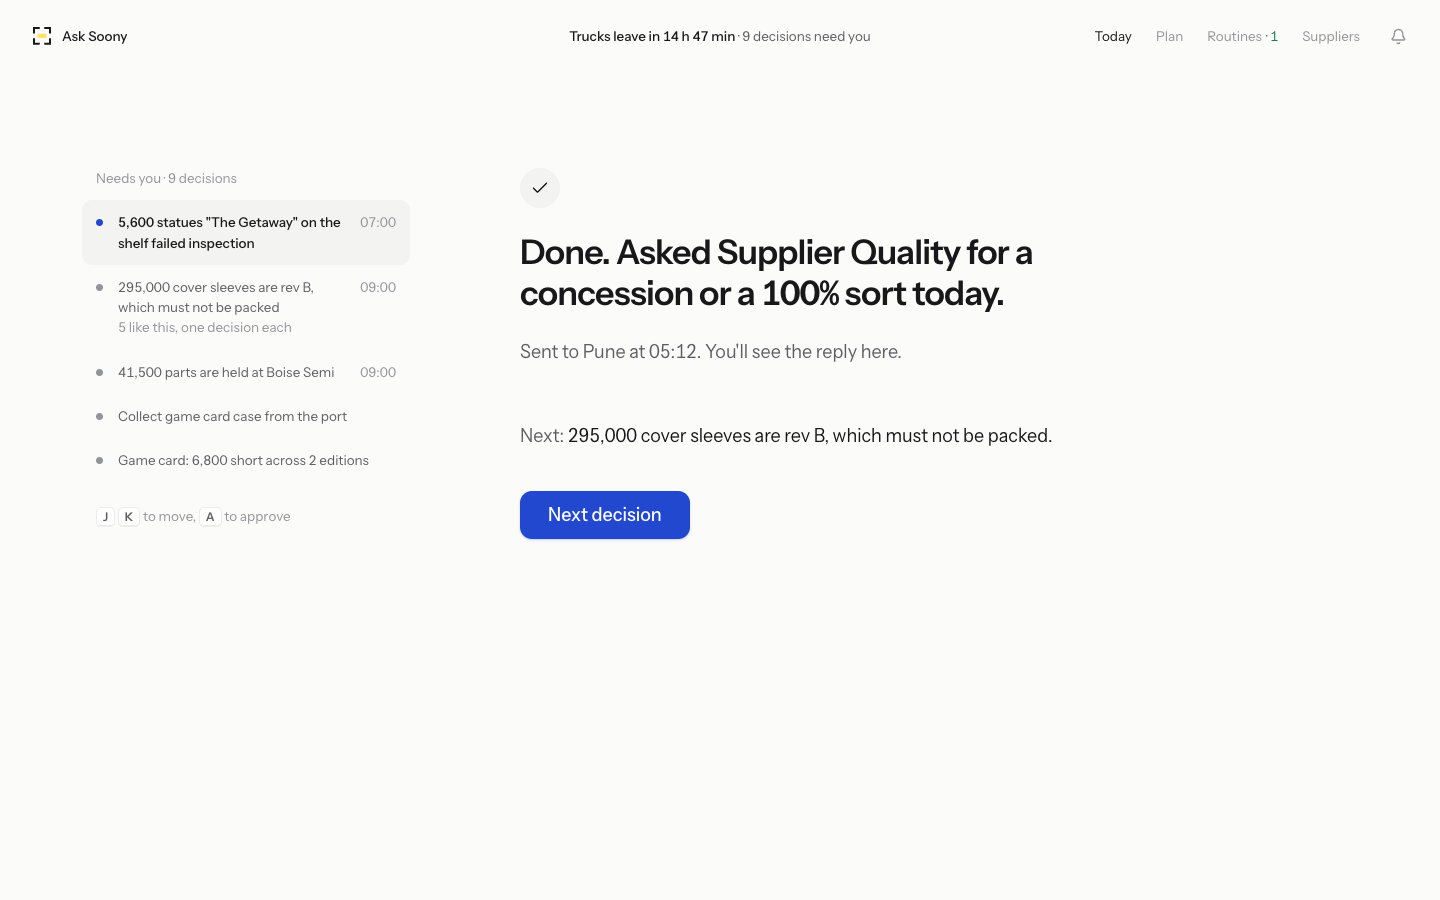 Ask Soony
Trucks leave in 14 h 47 min · 9 decisions need you
Today
Plan
Routines · 1
Suppliers
Needs you · 9 decisions
5,600 statues "The Getaway" on the 07:00
shelf failed inspection
295,000 cover sleeves are rev B, 09:00
which must not be packed
5 like this, one decision each
41,500 parts are held at Boise Semi 09:00
Collect game card case from the port
Game card: 6,800 short across 2 editions
J K to move, A to approve
Done. Asked Supplier Quality for a
concession or a 100% sort today.
Sent to Pune at 05:12. You'll see the reply here.
Next: 295,000 cover sleeves are rev B, which must not be packed.
Next decision